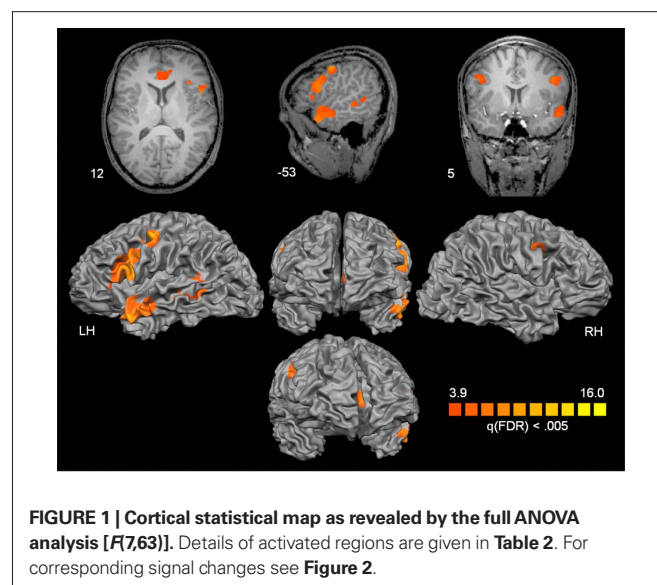 12
-53
5
LH
RH
3.9 16.0
q(FDR) < .005
FIGURE 1 | Cortical statistical map as revealed by the full ANOVA
analysis [F(7,63)]. Details of activated regions are given in Table 2. For
corresponding signal changes see Figure 2.